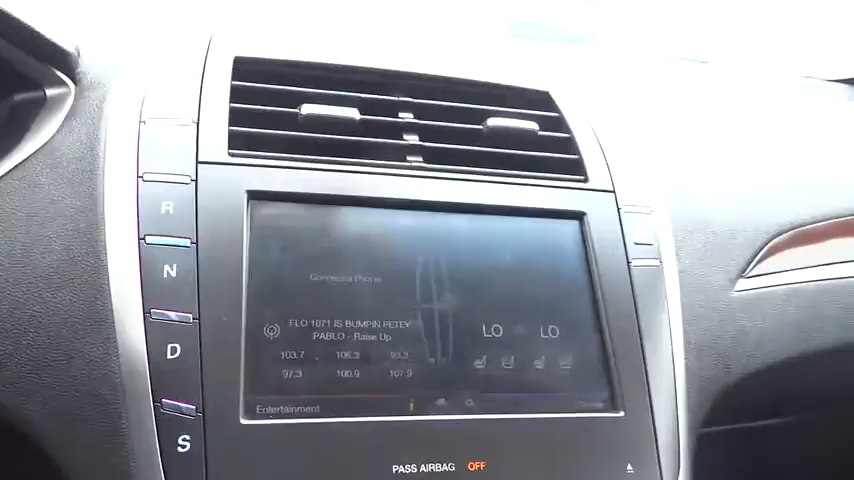 R
N
D
S
Connected Phone
FLO 1071 IS BUMPIN PETEY
PABLO - Raise Up
103.7 106.3 93.3
97.3 100.9 107.9
LO LO
Entertainment
PASS AIRBAG OFF